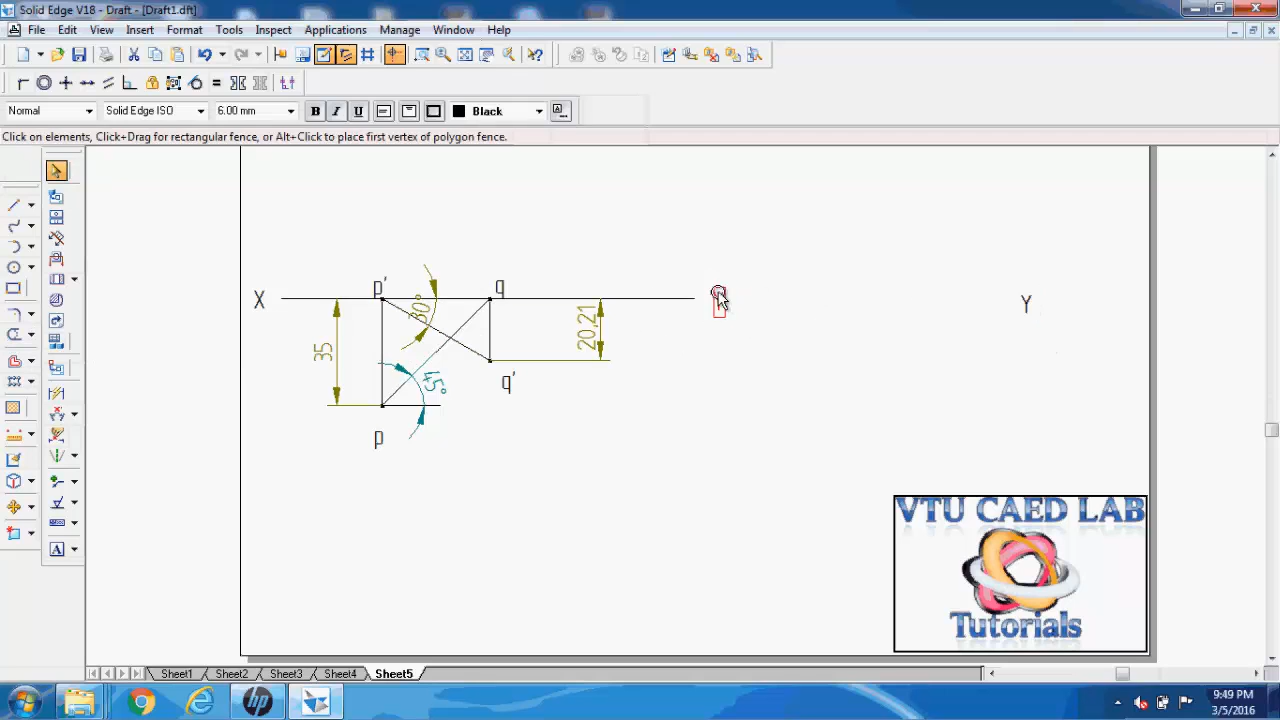 Solid Edge V18 - Draft - [Draft1.dft]
File Edit View Insert Format Tools Inspect Applications Manage Window Help
Normal Solid Edge ISO 6.00 mm B I U Black A
Click on elements, Click+Drag for rectangular fence, or Alt+Click to place first vertex of polygon fence.
p' q
X Y
30°
20,21
35
45°
q'
p
A
VTU CAED LAB
Tutorials
Sheet1 Sheet2 Sheet3 Sheet4 Sheet5
hp
9:49 PM
3/5/2016